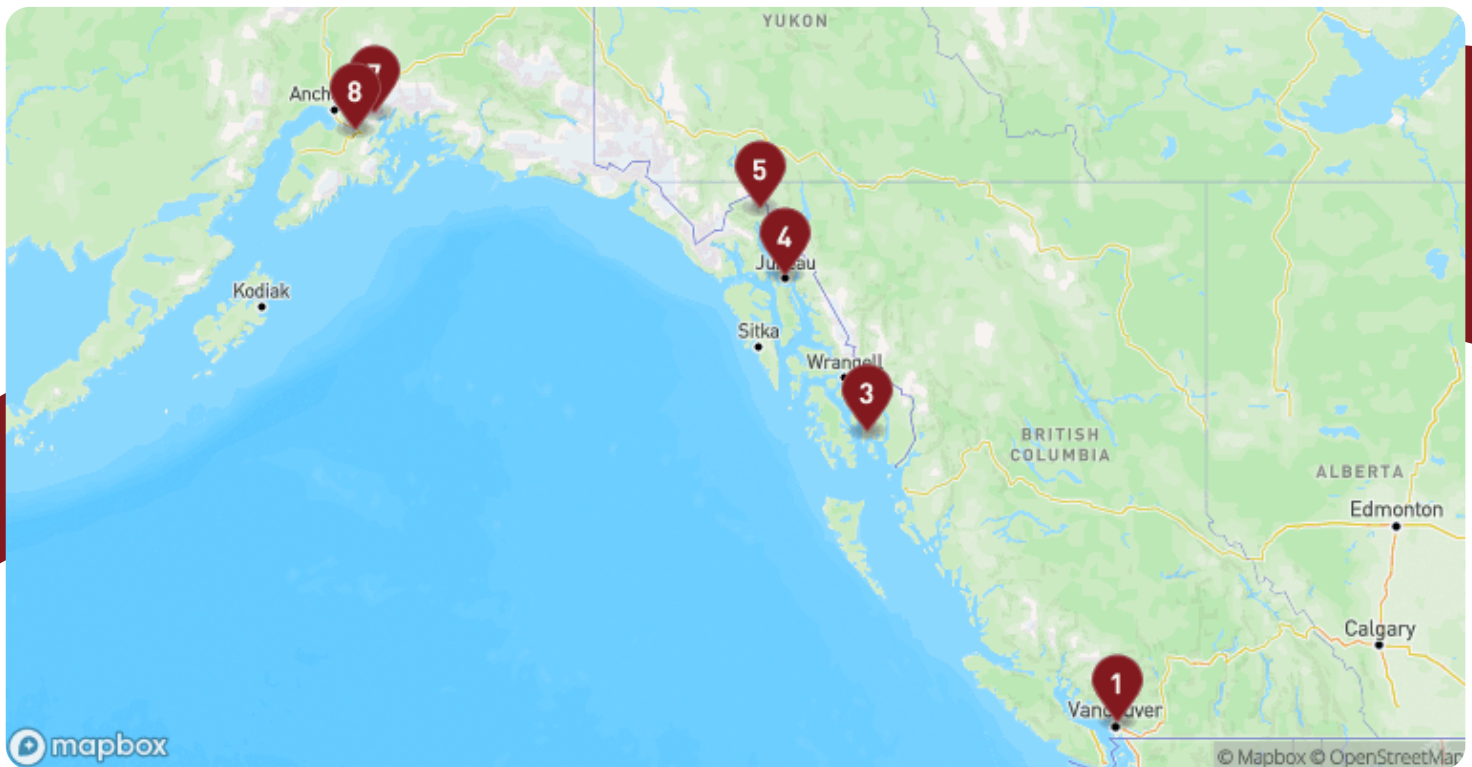 YUKON
7
8
Anch
5
4
Juneau
Kodiak
Sitka
Wrangell
3
BRITISH
COLUMBIA
ALBERTA
Edmonton
Calgary
1
Vancouver
mapbox
© Mapbox © OpenStreetMap